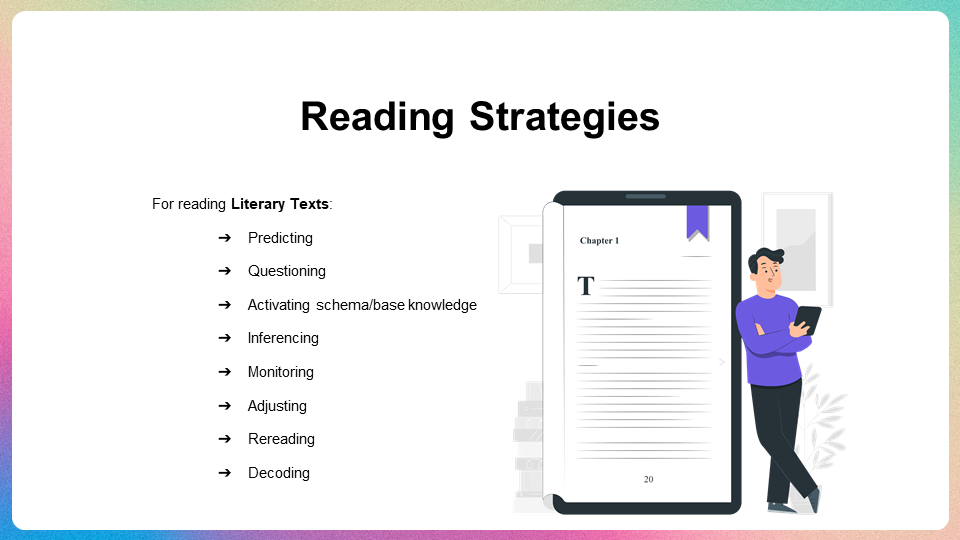 Reading Strategies
For reading Literary Texts:
➔ Predicting
➔ Questioning
➔ Activating schema/base knowledge
➔ Inferencing
➔ Monitoring
➔ Adjusting
➔ Rereading
➔ Decoding
Chapter 1
T
20